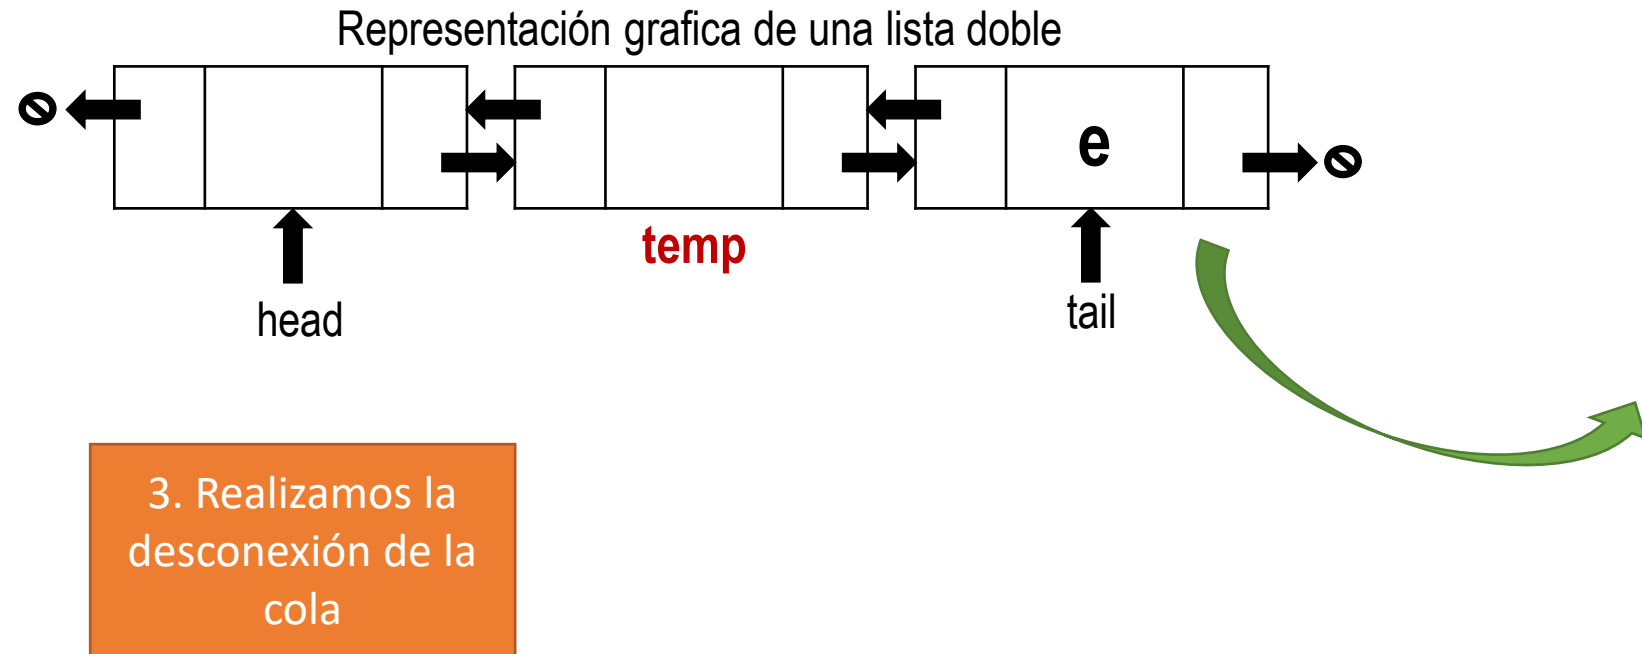 Representación grafica de una lista doble
e
temp
head
tail
3. Realizamos la
desconexión de la
cola